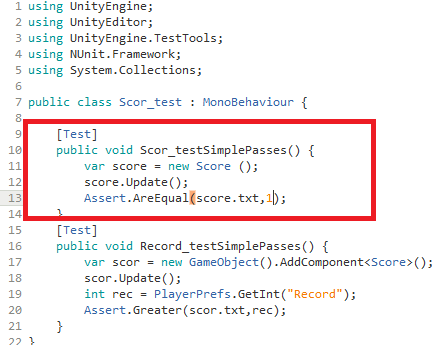 1 using UnityEngine;
2 using UnityEditor;
3 using UnityEngine.TestTools;
4 using NUnit.Framework;
5 using System.Collections;
6
7 public class Scor_test : MonoBehaviour {
8
9 [Test]
10 public void Scor_testSimplePasses() {
11 var score = new Score ();
12 score.Update();
13 Assert.AreEqual(score.txt,1);
14 }
15 [Test]
16 public void Record_testSimplePasses() {
17 var scor = new GameObject().AddComponent<Score>();
18 scor.Update();
19 int rec = PlayerPrefs.GetInt("Record");
20 Assert.Greater(scor.txt,rec);
21 }
22 }